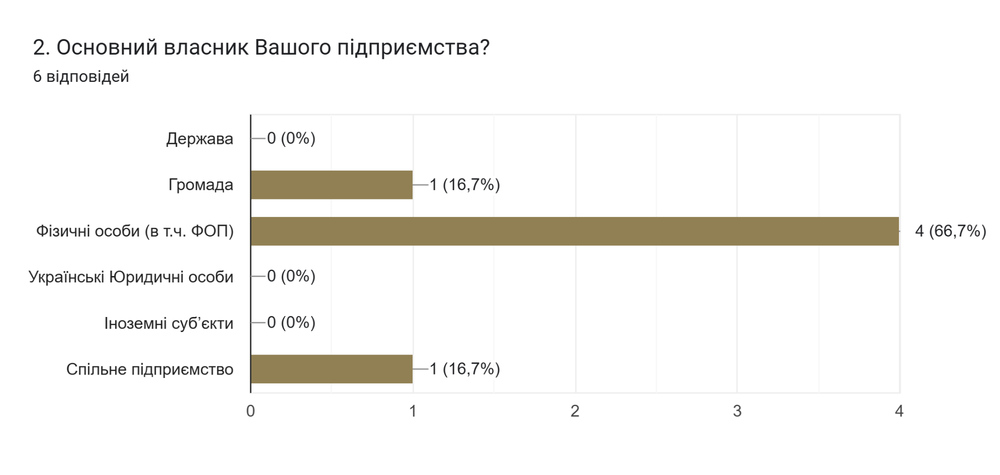 2. Основний власник Вашого підприємства?
6 відповідей
Держава 0 (0%)
Громада 1 (16,7%)
Фізичні особи (в т.ч. ФОП) 4 (66,7%)
Українські Юридичні особи 0 (0%)
Іноземні суб’єкти 0 (0%)
Спільне підприємство 1 (16,7%)
0 1 2 3 4